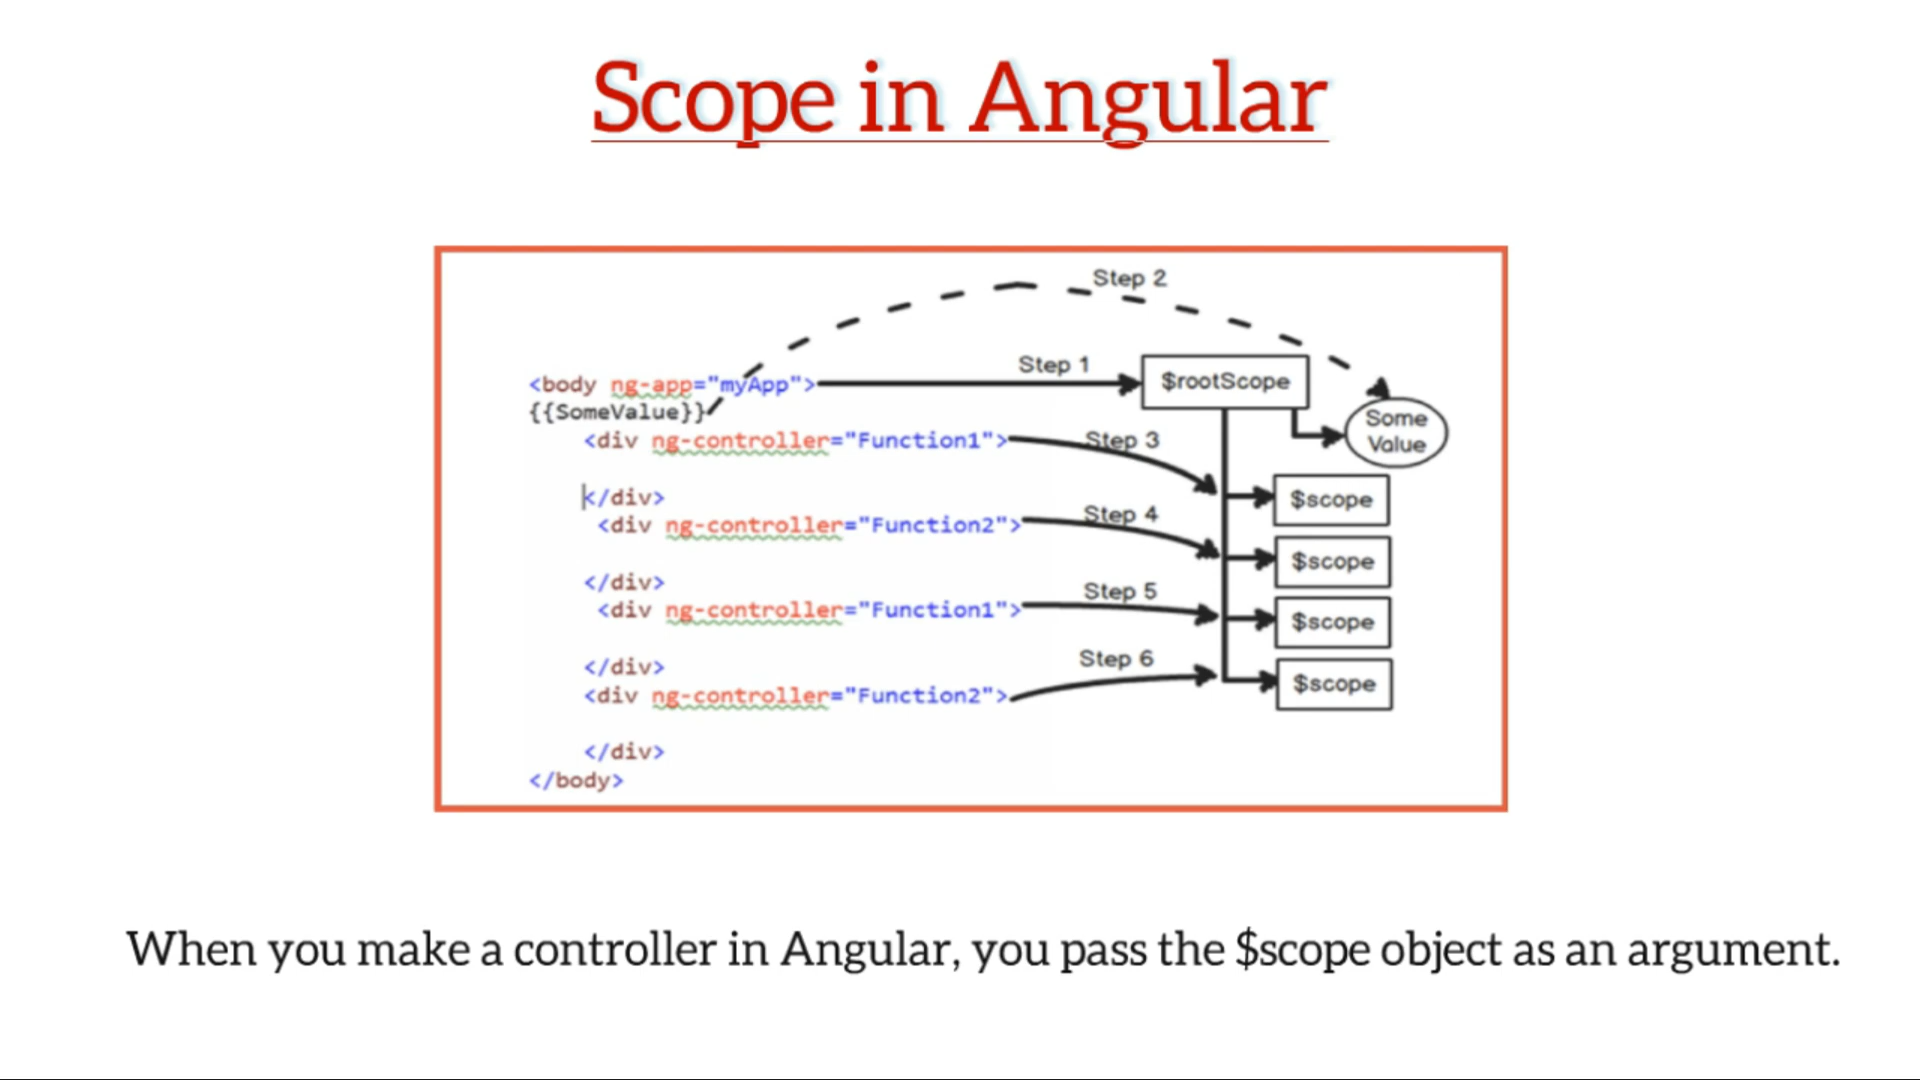 Scope in Angular
Step 2
Step 1
<body ng-app="myApp">
$rootScope
{{SomeValue}}
Some
Value
<div ng-controller="Function1">
Step 3
</div>
$scope
Step 4
<div ng-controller="Function2">
$scope
</div>
Step 5
<div ng-controller="Function1">
$scope
</div>
Step 6
<div ng-controller="Function2">
$scope
</div>
</body>
When you make a controller in Angular, you pass the $scope object as an argument.